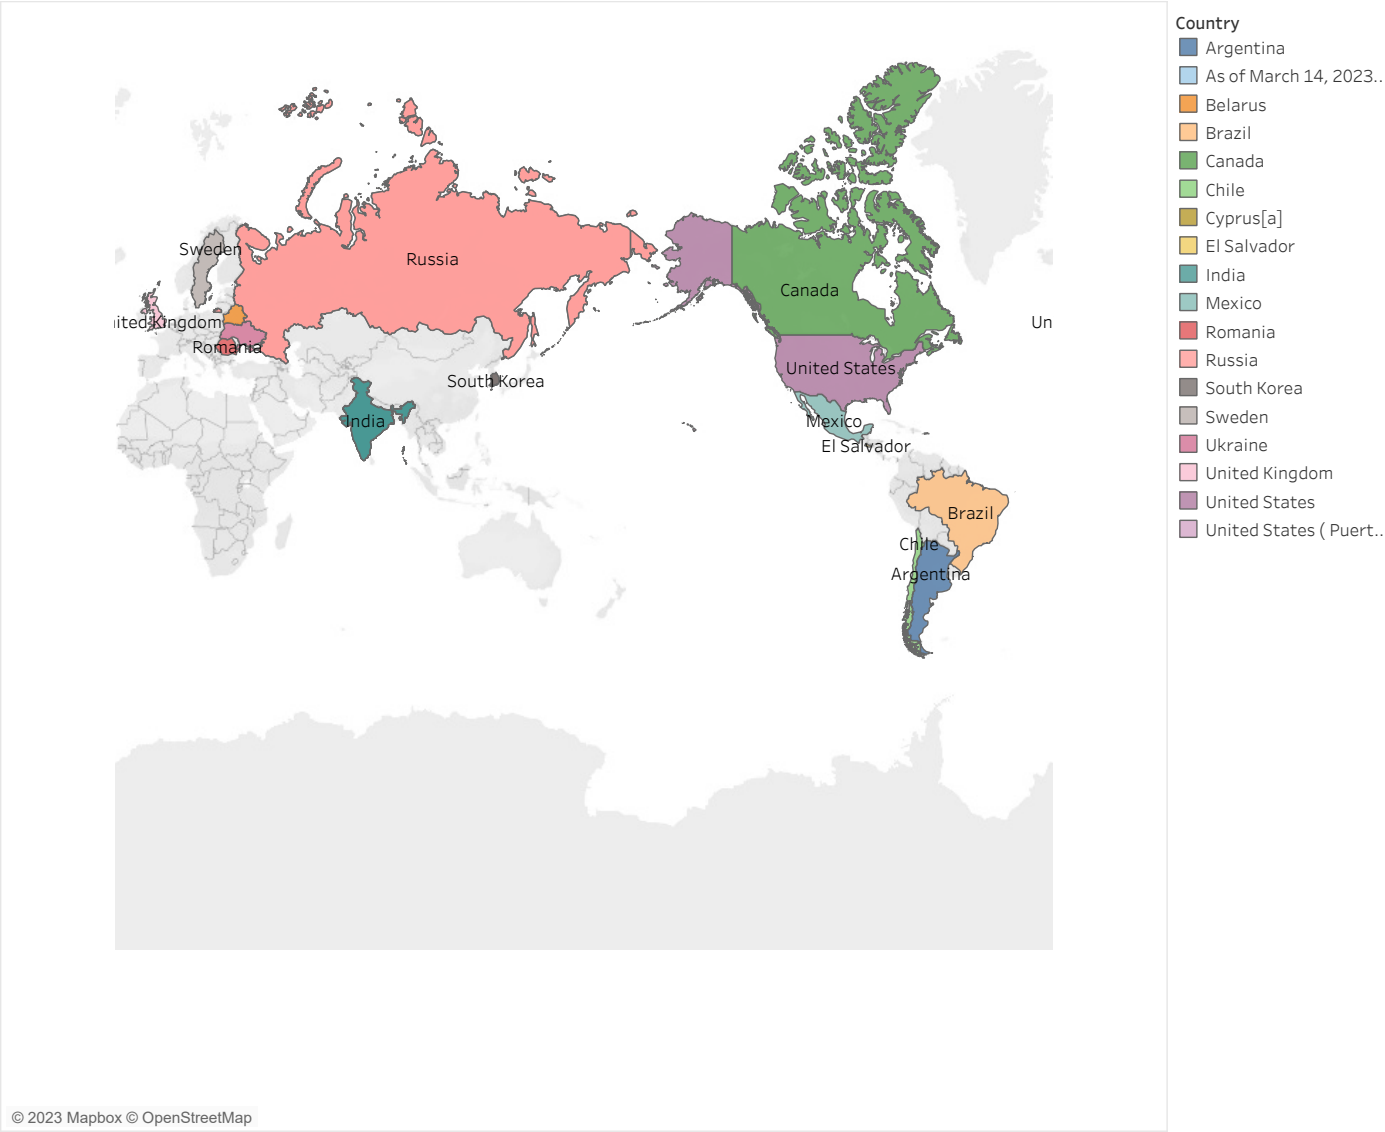 Country
Argentina
As of March 14, 2023..
Belarus
Brazil
Canada
Chile
Cyprus[a]
El Salvador
India
Mexico
Romania
Russia
South Korea
Sweden
Ukraine
United Kingdom
United States
United States ( Puert..
Sweden
Russia
Canada
ited Kingdom
Un
Romania
United States
South Korea
India
Mexico
El Salvador
Brazil
Chile
Argentina
© 2023 Mapbox © OpenStreetMap